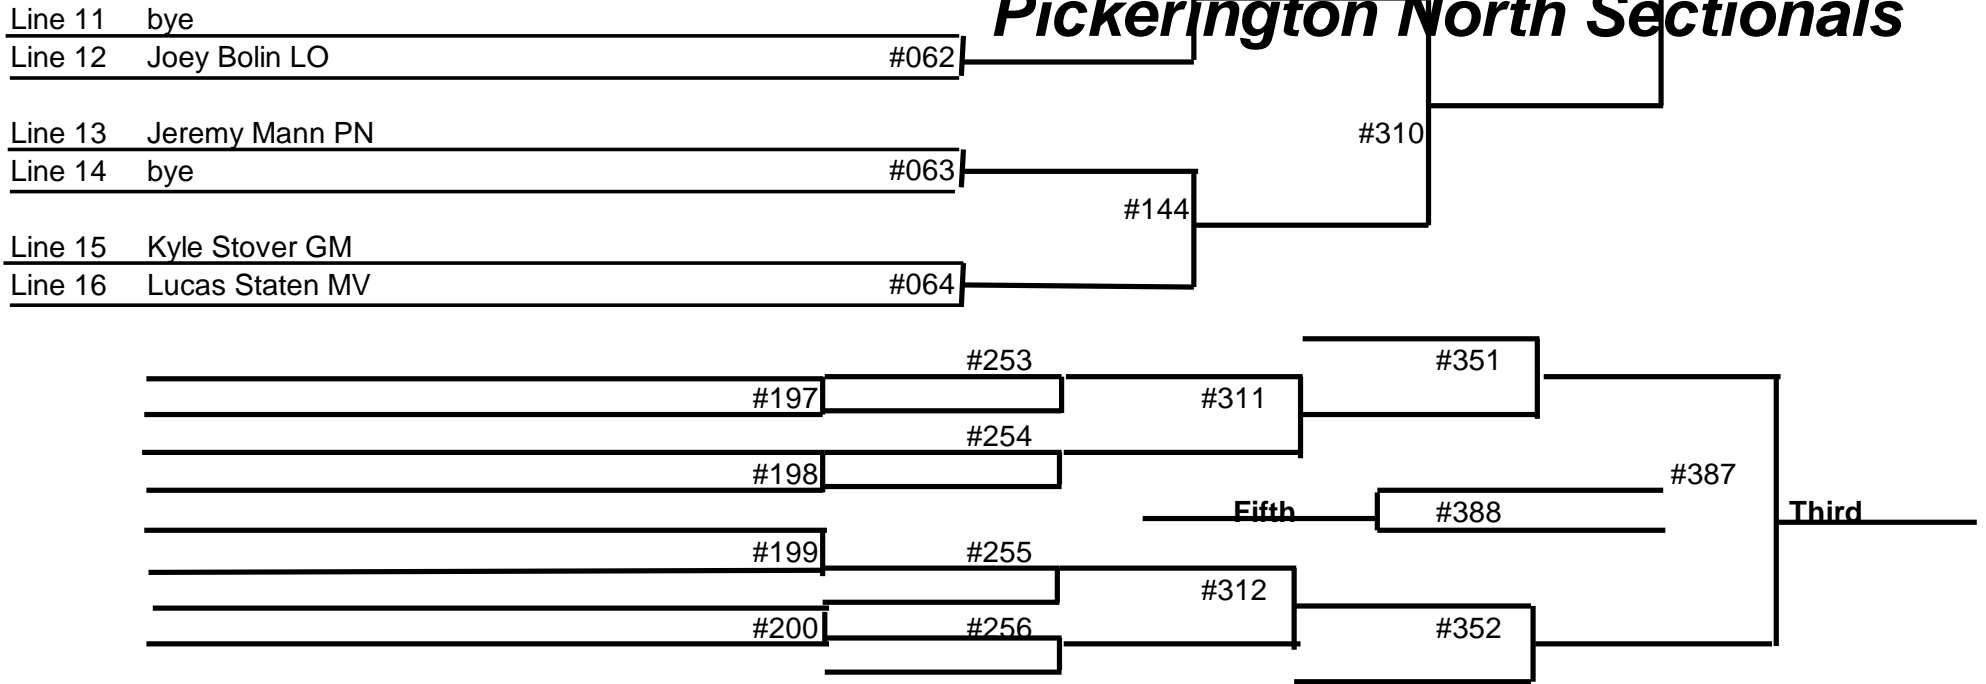 Pickerington North Sectionals
Line 11 bye
Line 12 Joey Bolin LO #062
Line 13 Jeremy Mann PN #310
Line 14 bye #063
#144
Line 15 Kyle Stover GM
Line 16 Lucas Staten MV #064
#253 #351
#197 #311
#254
#198 #387
Fifth #388 Third
#199 #255
#312
#200 #256 #352